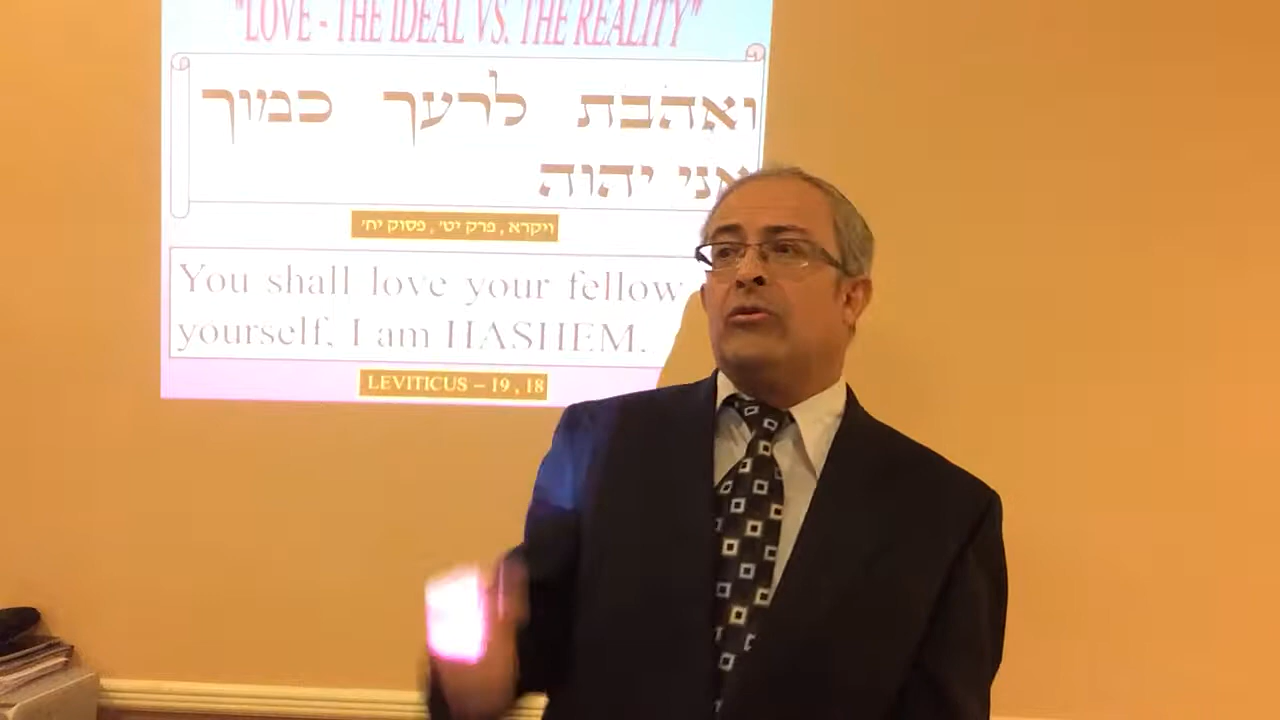 "LOVE - THE IDEAL VS. THE REALITY"
ואהבת לרעך כמוך
אני יהוה
ויקרא , פרק יט׳ , פסוק יח׳
You shall love your fellow
yourself, I am HASHEM.
LEVITICUS – 19 , 18